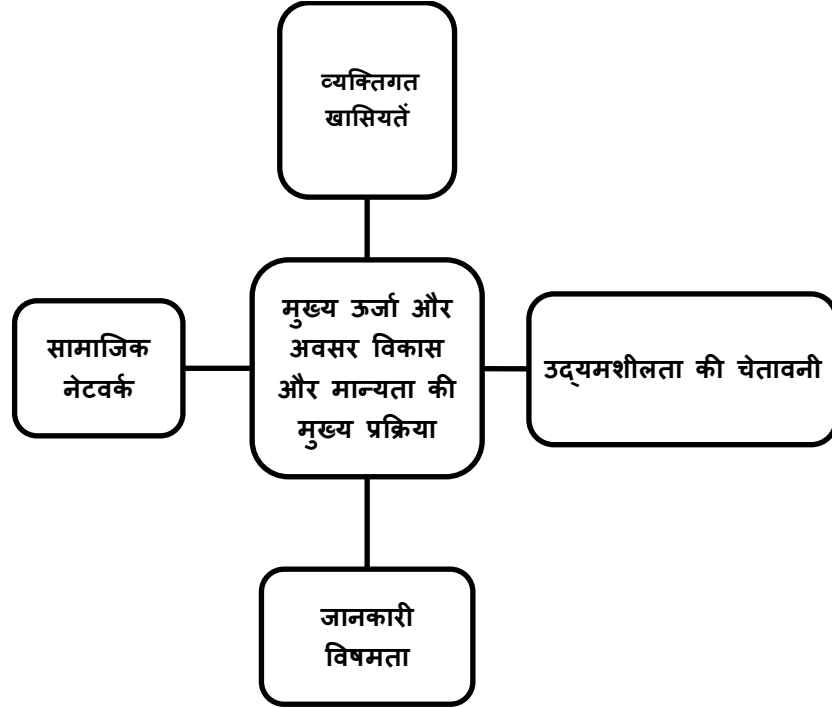 व्यक्तिगत
खासियतें
सामाजिक
नेटवर्क
मुख्य ऊर्जा और
अवसर विकास
और मान्यता की
मुख्य प्रक्रिया
उद्‌यमशीलता की चेतावनी
जानकारी
विषमता